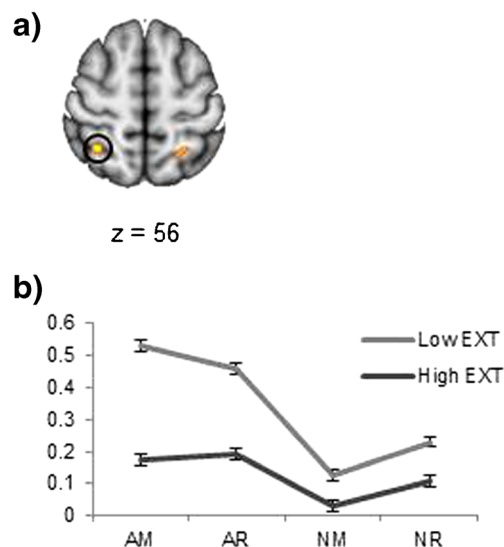 a)
z = 56
b)
0.6
0.5
0.4
0.3
0.2
0.1
0
Low EXT
High EXT
AM AR NM NR